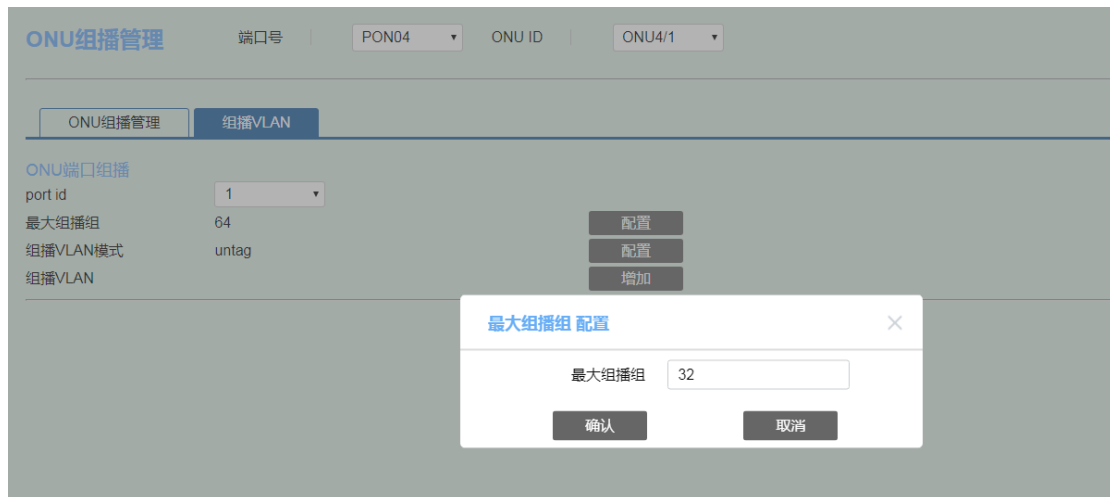 ONU组播管理 端口号 PON04 ONU ID ONU4/1
ONU组播管理 组播VLAN
ONU端口组播
port id 1
最大组播组 64 配置
组播VLAN模式 untag 配置
组播VLAN 增加
最大组播组 配置
最大组播组 32
确认 取消